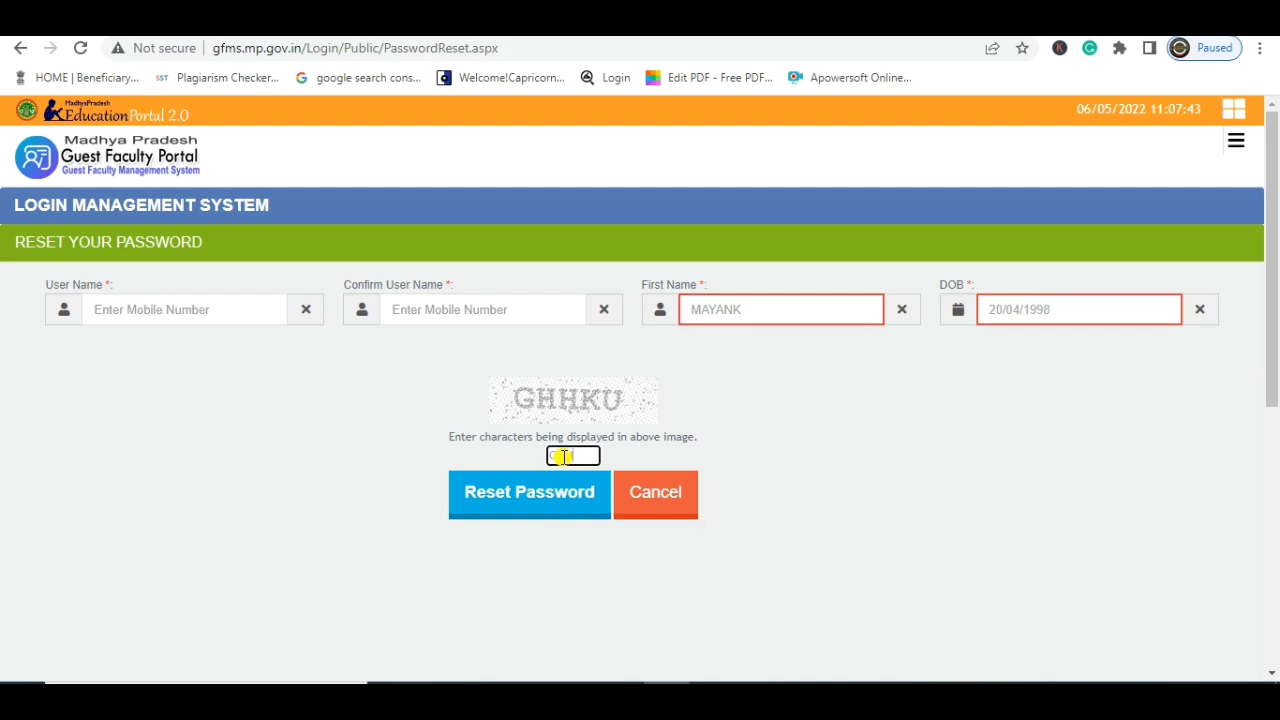 Not secure | gfms.mp.gov.in/Login/Public/PasswordReset.aspx Paused
HOME | Beneficiary... SST Plagiarism Checker... google search cons... Welcome!Capricorn... Login Edit PDF - Free PDF... Apowersoft Online...
MadhyaPradesh
Education Portal 2.0
06/05/2022 11:07:43
Madhya Pradesh
Guest Faculty Portal
Guest Faculty Management System
LOGIN MANAGEMENT SYSTEM
RESET YOUR PASSWORD
User Name *: Confirm User Name *: First Name *: DOB *:
Enter Mobile Number Enter Mobile Number MAYANK 20/04/1998
GHHKU
Enter characters being displayed in above image.
Reset Password Cancel